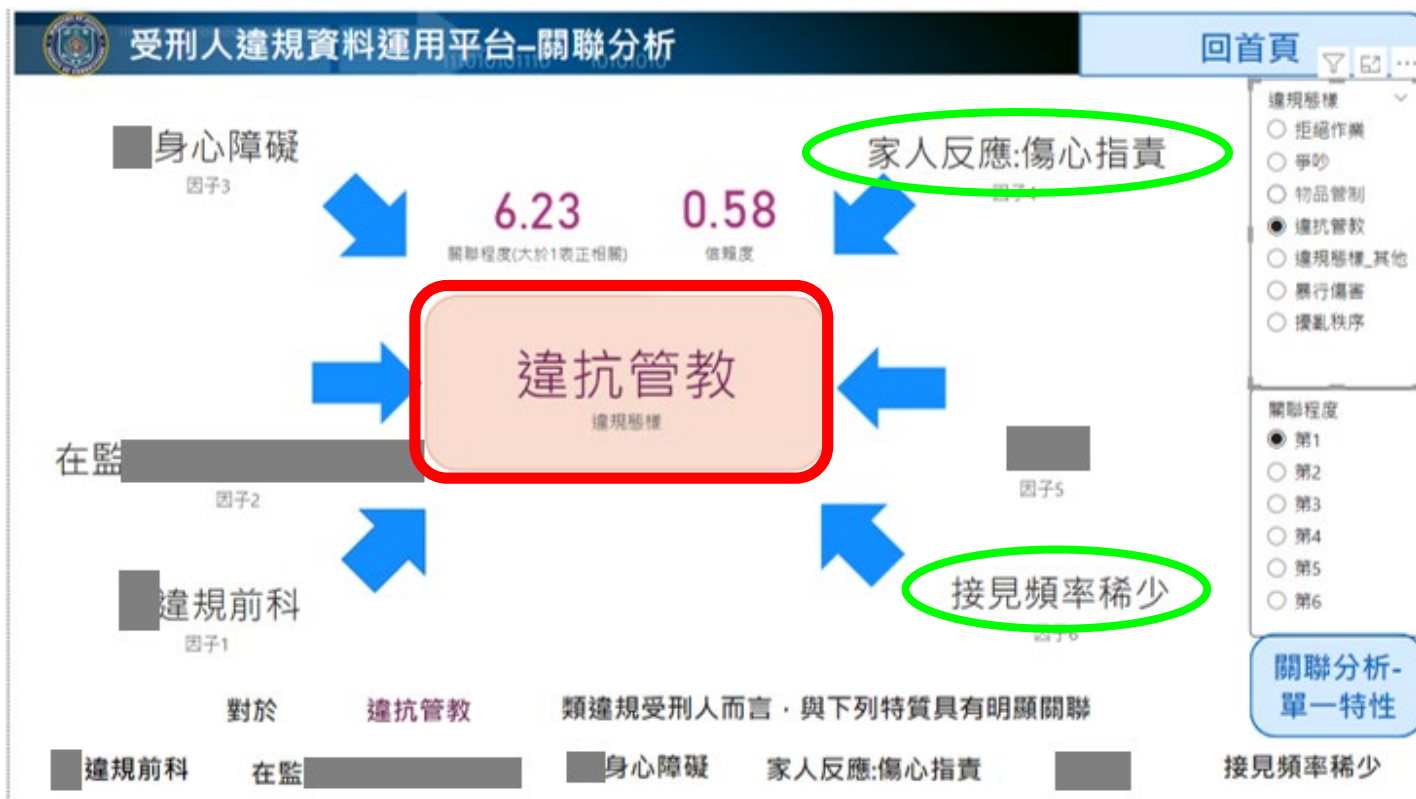 受刑人違規資料運用平台–關聯分析
回首頁
身心障礙
因子3
家人反應:傷心指責
6.23
關聯程度(大於1表正相關)
0.58
信賴度
違抗管教
違規態樣
在監
因子2
因子5
違規前科
因子1
接見頻率稀少
因子6
違規態樣
拒絕作業
爭吵
物品管制
違抗管教
違規態樣_其他
暴行傷害
擾亂秩序
關聯程度
第1
第2
第3
第4
第5
第6
關聯分析-
單一特性
對於 違抗管教 類違規受刑人而言,與下列特質具有明顯關聯
違規前科 在監 身心障礙 家人反應:傷心指責 接見頻率稀少